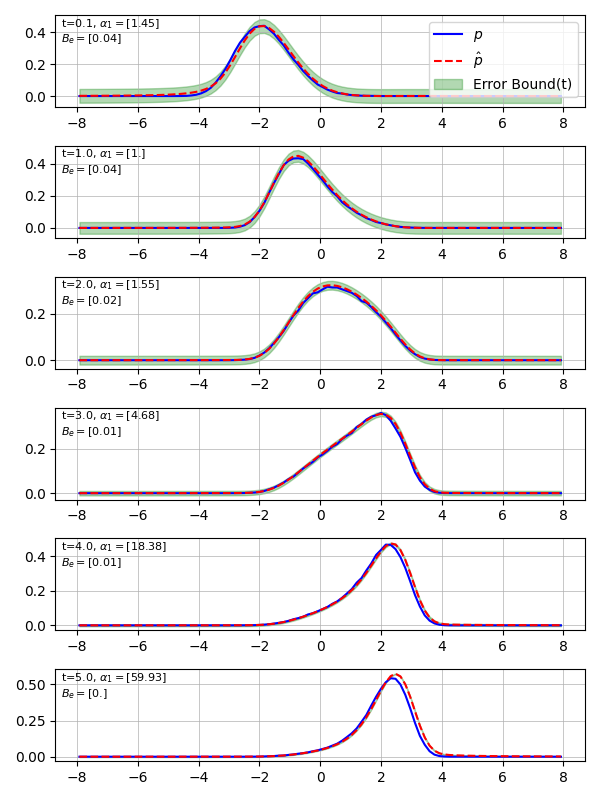 t=0.1, α₁ = [1.45]
Bₑ = [0.04]
p
p̂
Error Bound(t)
0.4
0.2
0.0
−8 −6 −4 −2 0 2 4 6 8
t=1.0, α₁ = [1.]
Bₑ = [0.04]
0.4
0.2
0.0
−8 −6 −4 −2 0 2 4 6 8
t=2.0, α₁ = [1.55]
Bₑ = [0.02]
0.2
0.0
−8 −6 −4 −2 0 2 4 6 8
t=3.0, α₁ = [4.68]
Bₑ = [0.01]
0.2
0.0
−8 −6 −4 −2 0 2 4 6 8
t=4.0, α₁ = [18.38]
Bₑ = [0.01]
0.4
0.2
0.0
−8 −6 −4 −2 0 2 4 6 8
t=5.0, α₁ = [59.93]
Bₑ = [0.]
0.50
0.25
0.00
−8 −6 −4 −2 0 2 4 6 8